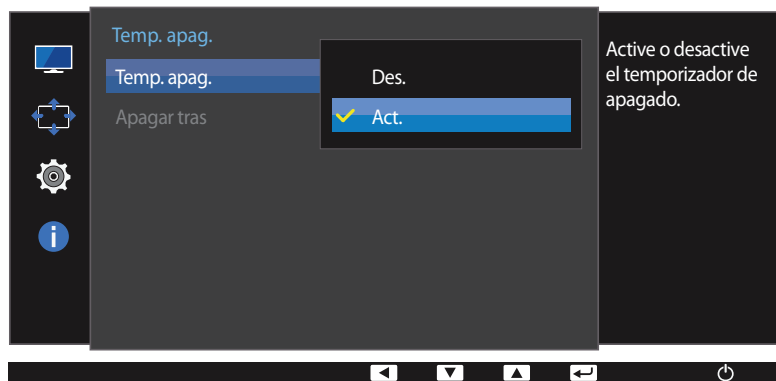 Temp. apag.
Temp. apag.
Des.
Act.
Apagar tras
Active o desactive
el temporizador de
apagado.